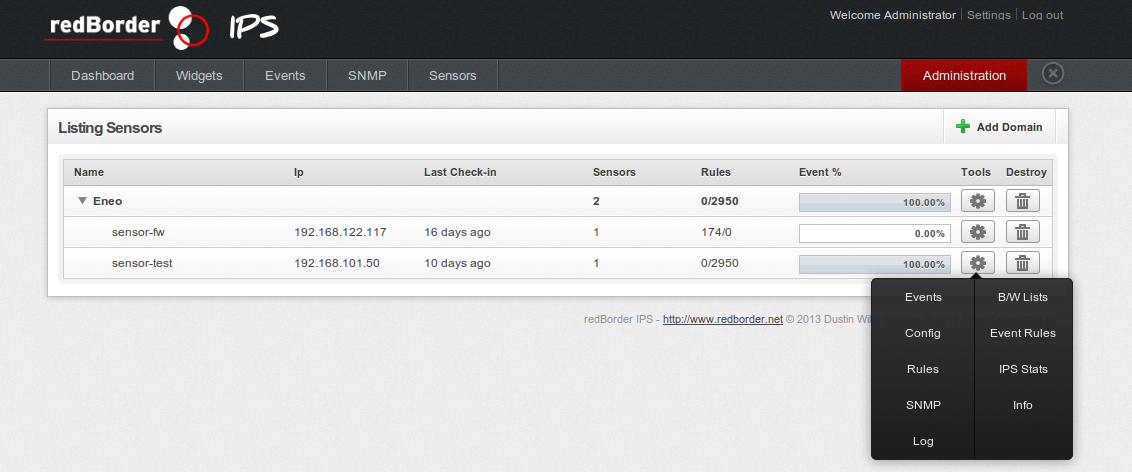 redBorder IPS
Welcome Administrator Settings Log out
Dashboard Widgets Events SNMP Sensors Administration
Listing Sensors
Add Domain
Name Ip Last Check-in Sensors Rules Event % Tools Destroy
Eneo 2 0/2950 100.00%
sensor-fw 192.168.122.117 16 days ago 1 174/0 0.00%
sensor-test 192.168.101.50 10 days ago 1 0/2950 100.00%
redBorder IPS - http://www.redborder.net © 2013 Dustin
Events B/W Lists
Config Event Rules
Rules IPS Stats
SNMP Info
Log